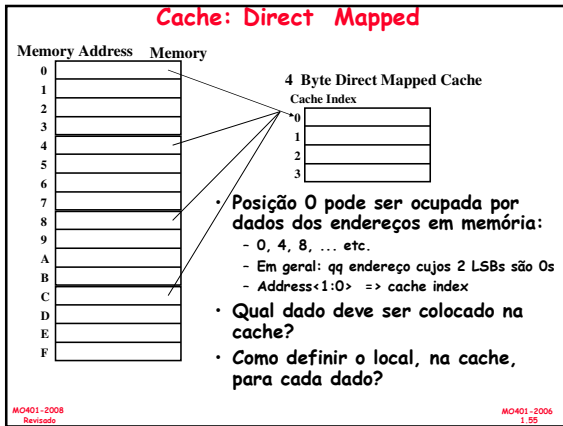 Cache: Direct Mapped
Memory Address Memory
0
1
2
3
4
5
6
7
8
9
A
B
C
D
E
F
4 Byte Direct Mapped Cache
Cache Index
0
1
2
3
• Posição 0 pode ser ocupada por
dados dos endereços em memória:
- 0, 4, 8, ... etc.
- Em geral: qq endereço cujos 2 LSBs são 0s
- Address<1:0> => cache index
• Qual dado deve ser colocado na
cache?
• Como definir o local, na cache,
para cada dado?
MO401-2008
Revisado
MO401-2006
1.55